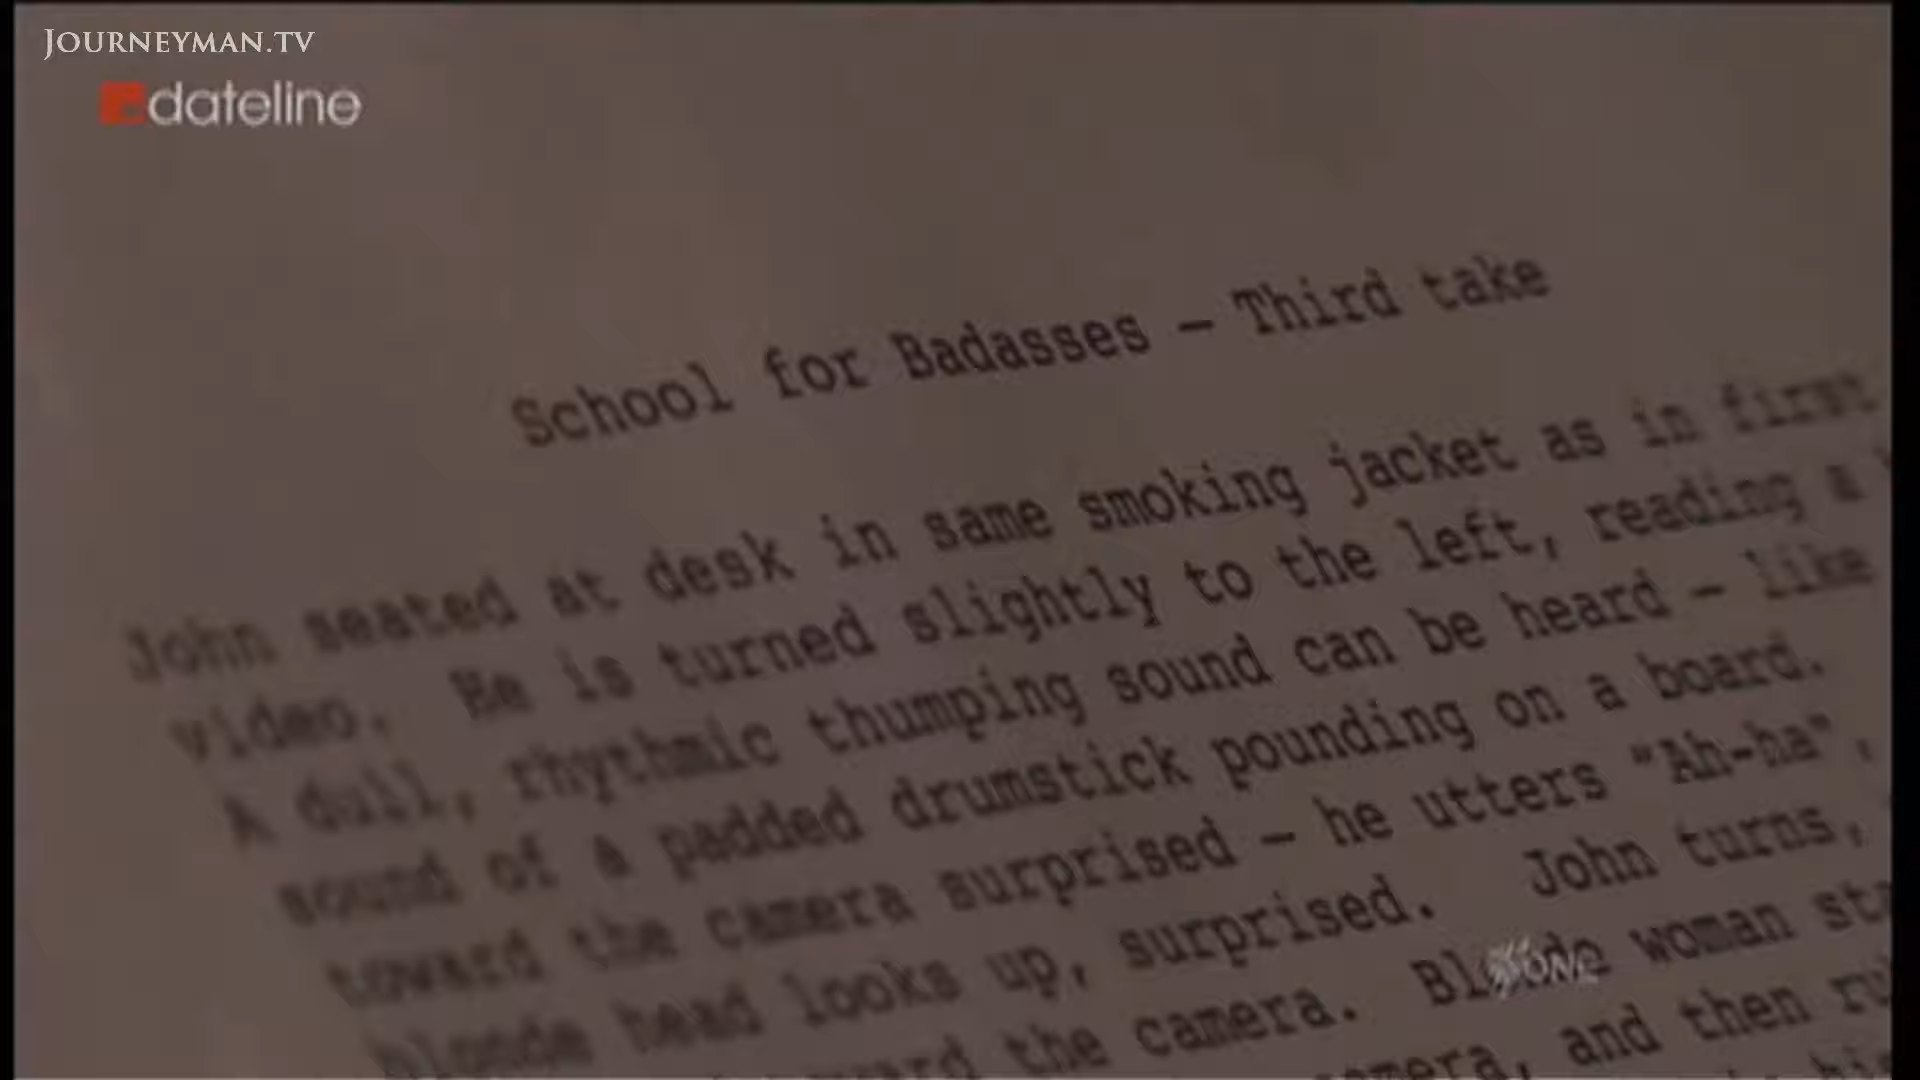 JOURNEYMAN.TV
dateline
School for Badasses – Third take
John seated at desk in same smoking jacket as in first
video. He is turned slightly to the left, reading a
A dull, rhythmic thumping sound can be heard – like
sound of a padded drumstick pounding on a board.
toward the camera surprised – he utters "Ah-ha",
blonde head looks up, surprised. John turns,
the camera. Blonde woman
camera, and then
ONE